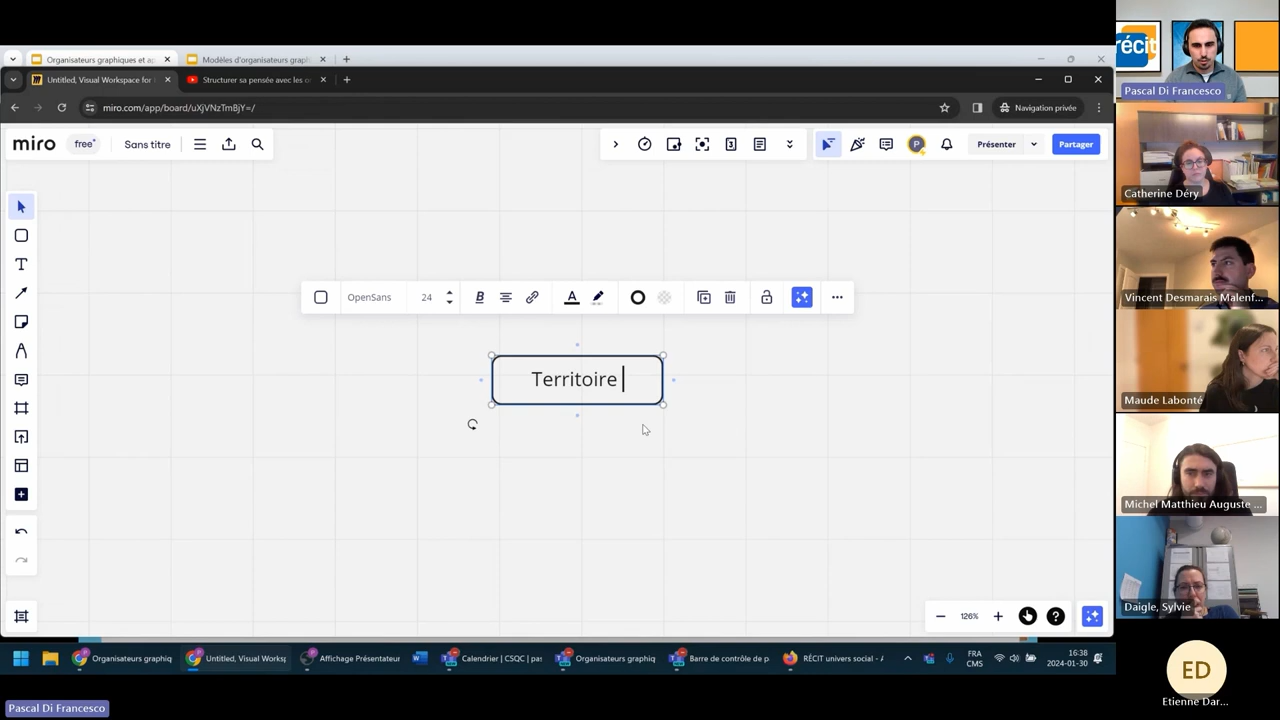 Organisateurs graphiques et ap
Modèles d'organisateurs graph
Untitled, Visual Workspace for
Structurer sa pensée avec les or
miro.com/app/board/uXjVNzTmBjY=/
Navigation privée
miro
free
Sans titre
Présenter
Partager
OpenSans
24
B
A
P
Territoire
126%
Organisateurs graphiq
Untitled, Visual Worksp
Affichage Présentateur
Calendrier | CSQC | pas
Organisateurs graphiq
Barre de contrôle de p
RÉCIT univers social - A
FRA
CMS
16:38
2024-01-30
Pascal Di Francesco
récit
Pascal Di Francesco
Catherine Déry
Vincent Desmarais Malenf...
Maude Labonté
Michel Matthieu Auguste ...
Daigle, Sylvie
ED
Etienne Dar...